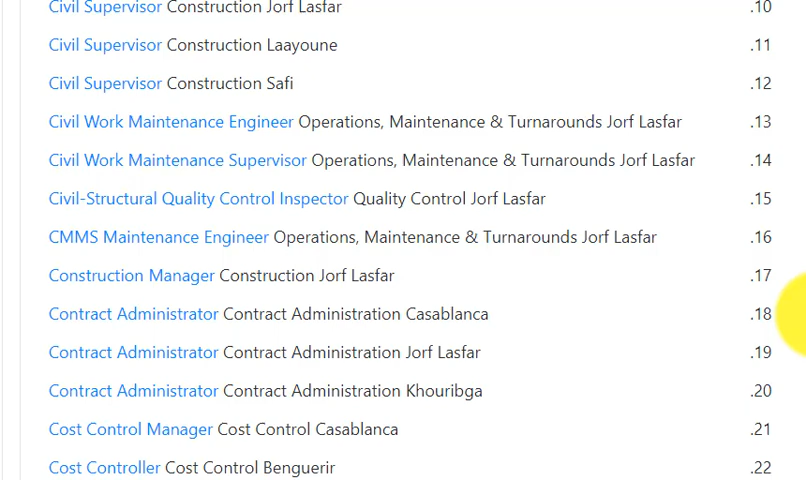 Civil Supervisor Construction Jorf Lasfar .10
Civil Supervisor Construction Laayoune .11
Civil Supervisor Construction Safi .12
Civil Work Maintenance Engineer Operations, Maintenance & Turnarounds Jorf Lasfar .13
Civil Work Maintenance Supervisor Operations, Maintenance & Turnarounds Jorf Lasfar .14
Civil-Structural Quality Control Inspector Quality Control Jorf Lasfar .15
CMMS Maintenance Engineer Operations, Maintenance & Turnarounds Jorf Lasfar .16
Construction Manager Construction Jorf Lasfar .17
Contract Administrator Contract Administration Casablanca .18
Contract Administrator Contract Administration Jorf Lasfar .19
Contract Administrator Contract Administration Khouribga .20
Cost Control Manager Cost Control Casablanca .21
Cost Controller Cost Control Benguerir .22